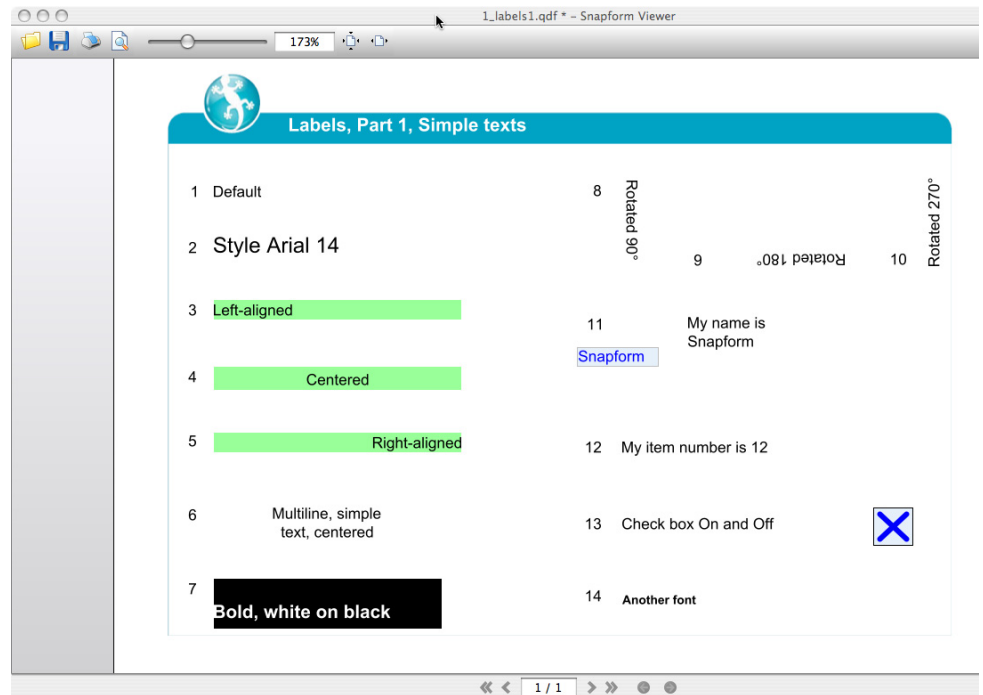 1_labels1.qdf * – Snapform Viewer
173%
Labels, Part 1, Simple texts
1 Default
2 Style Arial 14
3 Left-aligned
4 Centered
5 Right-aligned
6 Multiline, simple
text, centered
7 Bold, white on black
8 Rotated 90°
9 Rotated 180°
10 Rotated 270°
11 My name is
Snapform
Snapform
12 My item number is 12
13 Check box On and Off
14 Another font
1 / 1